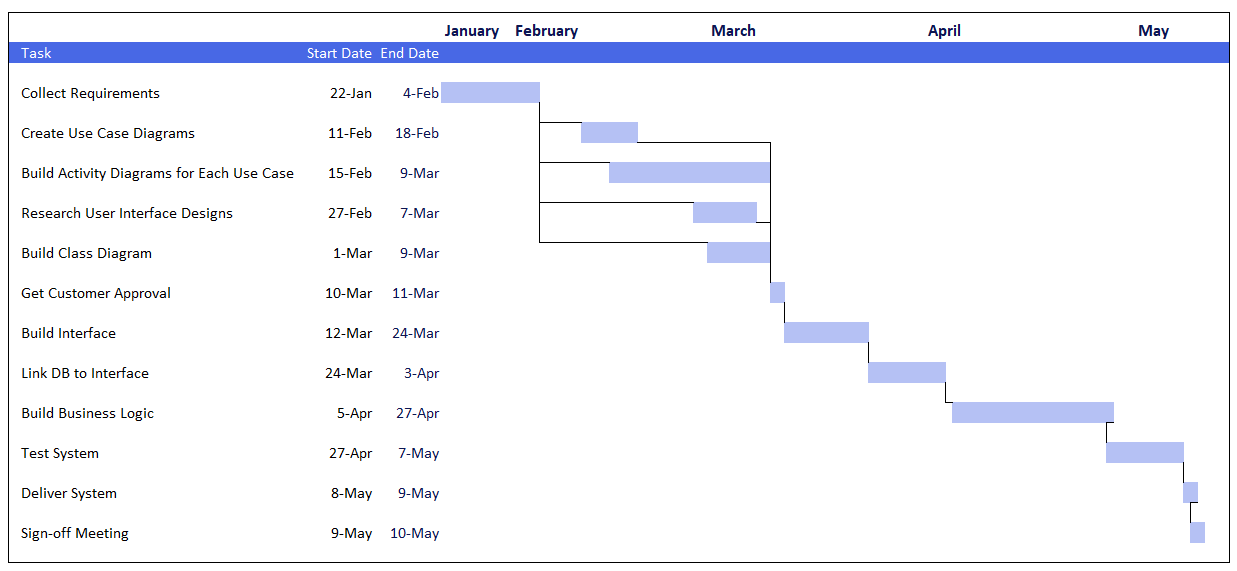 January February March April May
Task Start Date End Date
Collect Requirements 22-Jan 4-Feb
Create Use Case Diagrams 11-Feb 18-Feb
Build Activity Diagrams for Each Use Case 15-Feb 9-Mar
Research User Interface Designs 27-Feb 7-Mar
Build Class Diagram 1-Mar 9-Mar
Get Customer Approval 10-Mar 11-Mar
Build Interface 12-Mar 24-Mar
Link DB to Interface 24-Mar 3-Apr
Build Business Logic 5-Apr 27-Apr
Test System 27-Apr 7-May
Deliver System 8-May 9-May
Sign-off Meeting 9-May 10-May